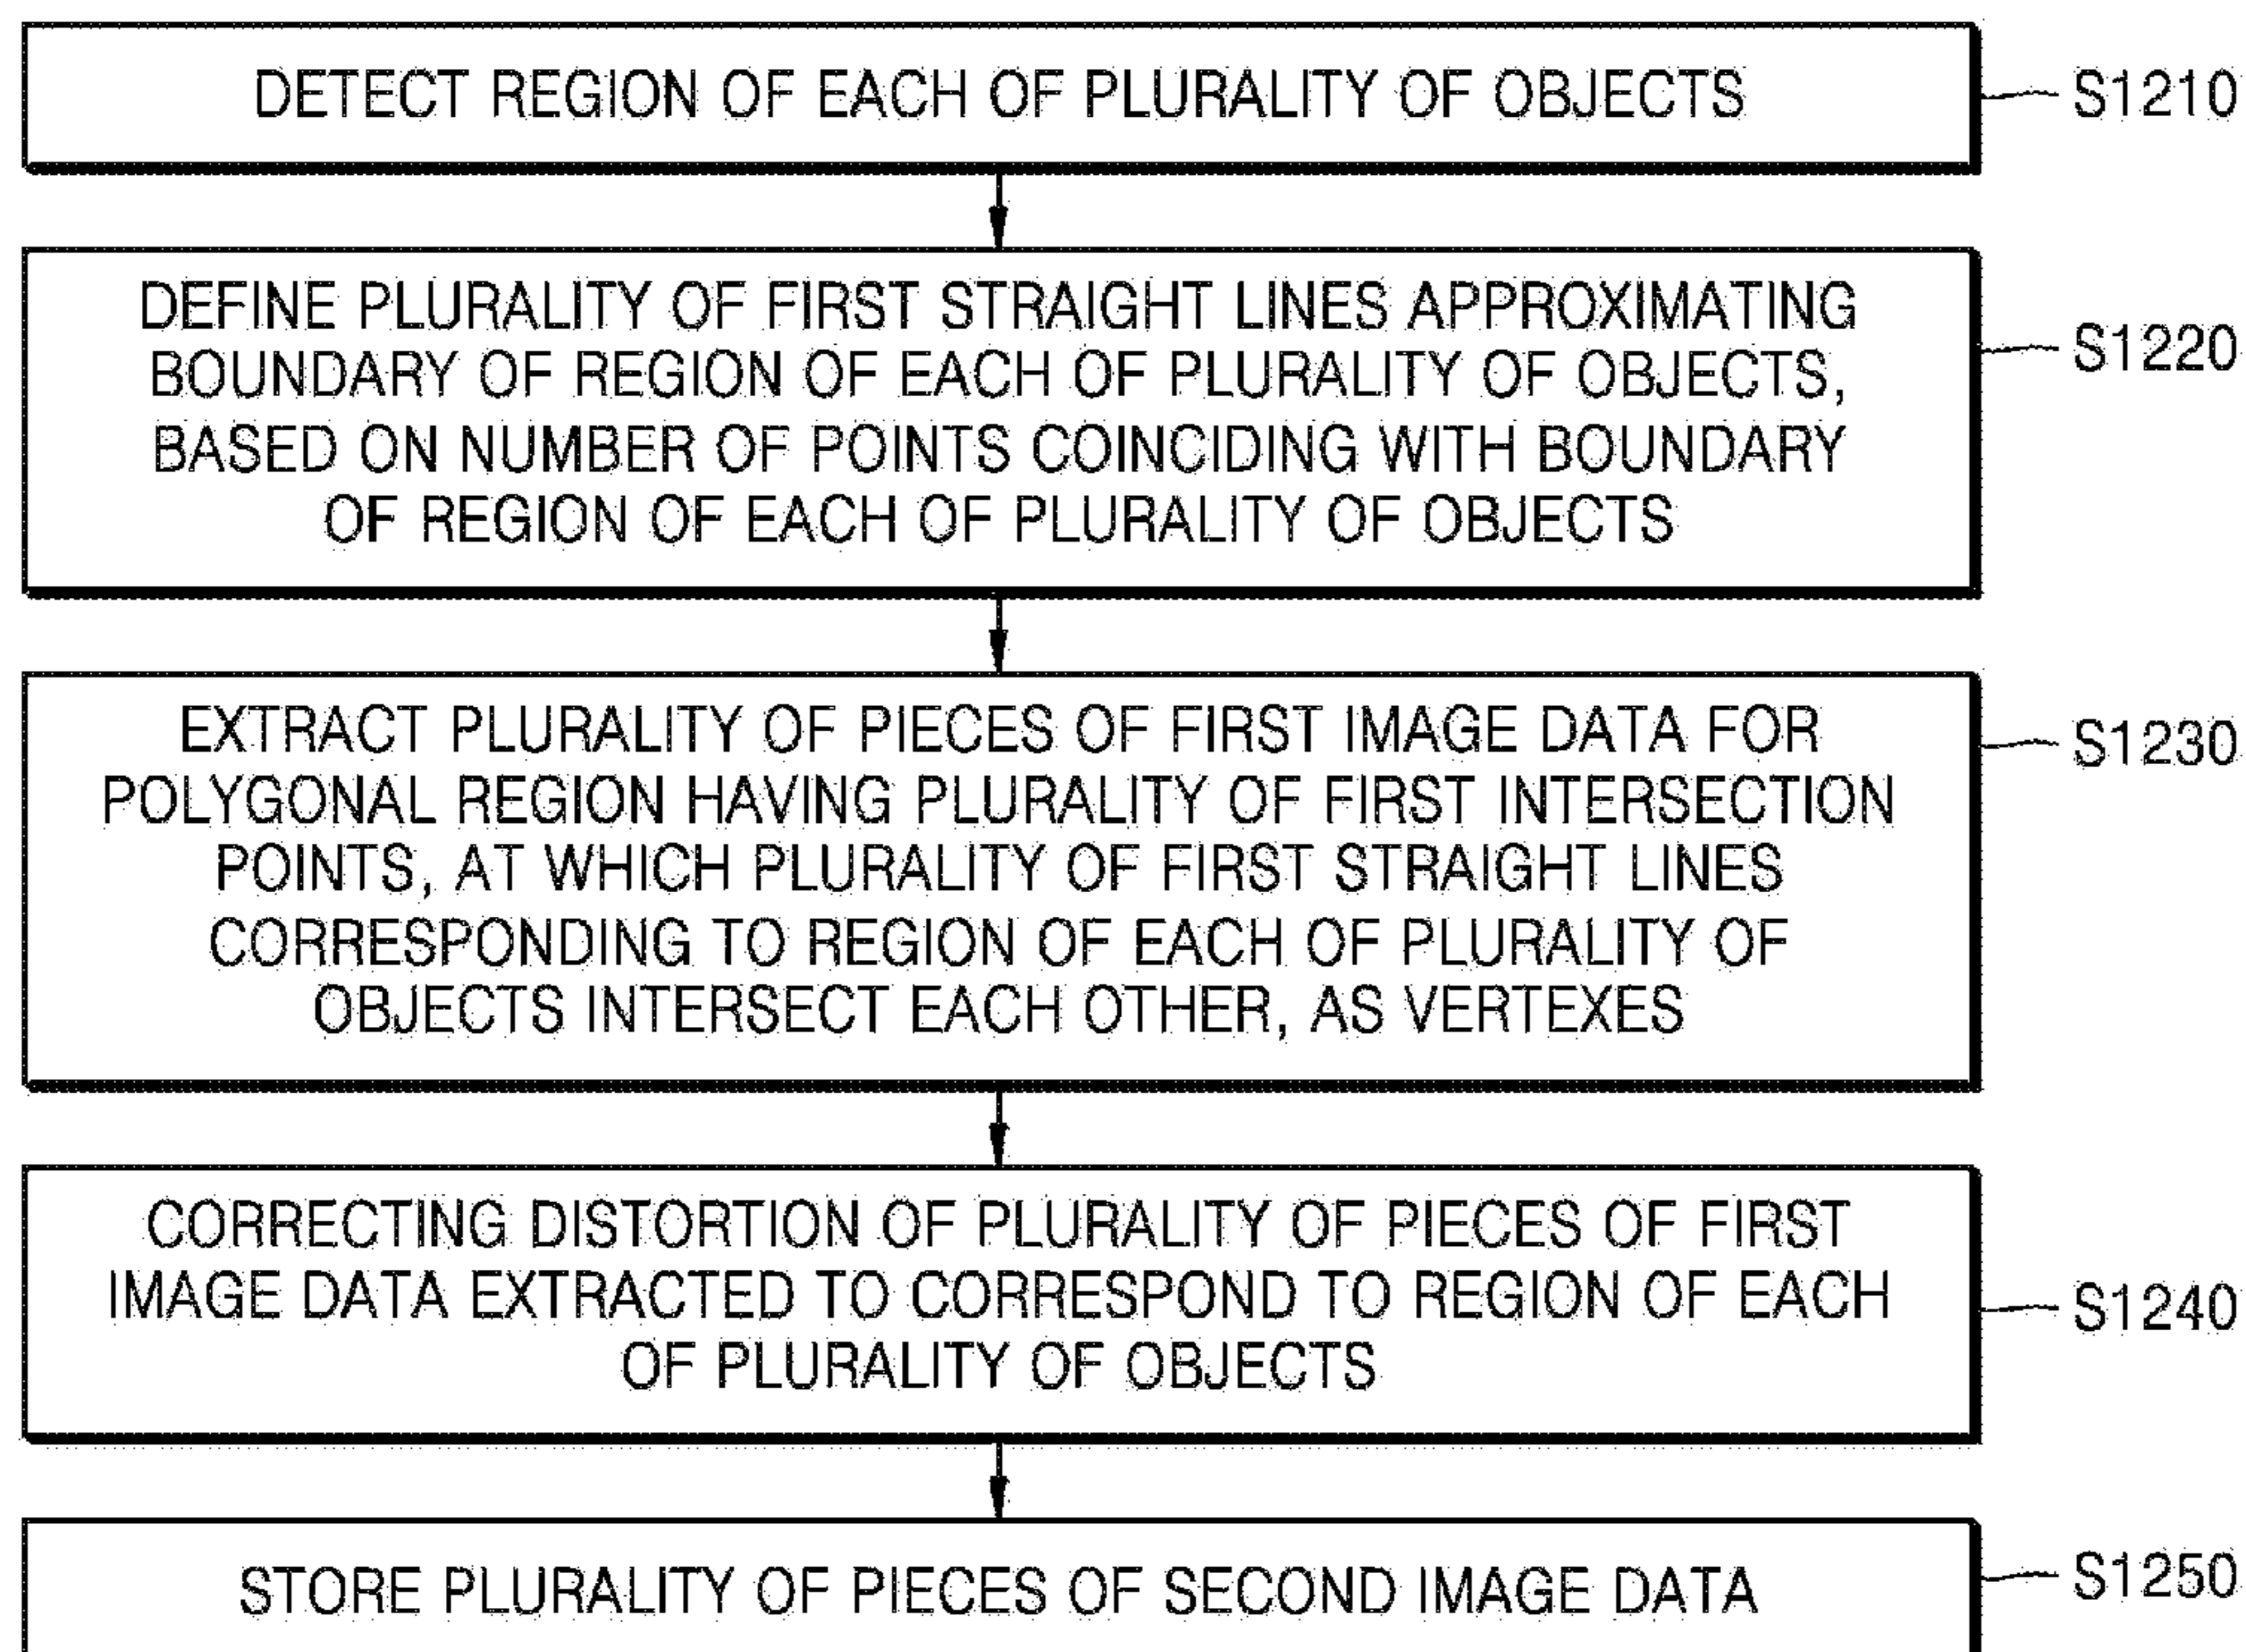 DETECT REGION OF EACH OF PLURALITY OF OBJECTS
S1210
DEFINE PLURALITY OF FIRST STRAIGHT LINES APPROXIMATING
BOUNDARY OF REGION OF EACH OF PLURALITY OF OBJECTS,
BASED ON NUMBER OF POINTS COINCIDING WITH BOUNDARY
OF REGION OF EACH OF PLURALITY OF OBJECTS
S1220
EXTRACT PLURALITY OF PIECES OF FIRST IMAGE DATA FOR
POLYGONAL REGION HAVING PLURALITY OF FIRST INTERSECTION
POINTS, AT WHICH PLURALITY OF FIRST STRAIGHT LINES
CORRESPONDING TO REGION OF EACH OF PLURALITY OF
OBJECTS INTERSECT EACH OTHER, AS VERTEXES
S1230
CORRECTING DISTORTION OF PLURALITY OF PIECES OF FIRST
IMAGE DATA EXTRACTED TO CORRESPOND TO REGION OF EACH
OF PLURALITY OF OBJECTS
S1240
STORE PLURALITY OF PIECES OF SECOND IMAGE DATA
S1250